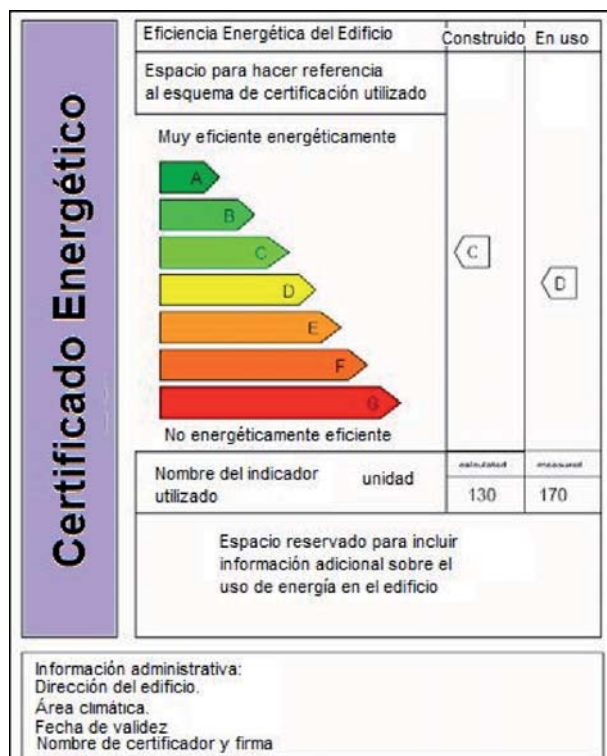 Certificado Energético
Eficiencia Energética del Edificio
Construido
En uso
Espacio para hacer referencia
al esquema de certificación utilizado
Muy eficiente energéticamente
A
B
C
D
E
F
G
C
D
No energéticamente eficiente
Nombre del indicador
utilizado
unidad
calculated
measured
130
170
Espacio reservado para incluir
información adicional sobre el
uso de energía en el edificio
Información administrativa:
Dirección del edificio.
Área climática.
Fecha de validez
Nombre de certificador y firma